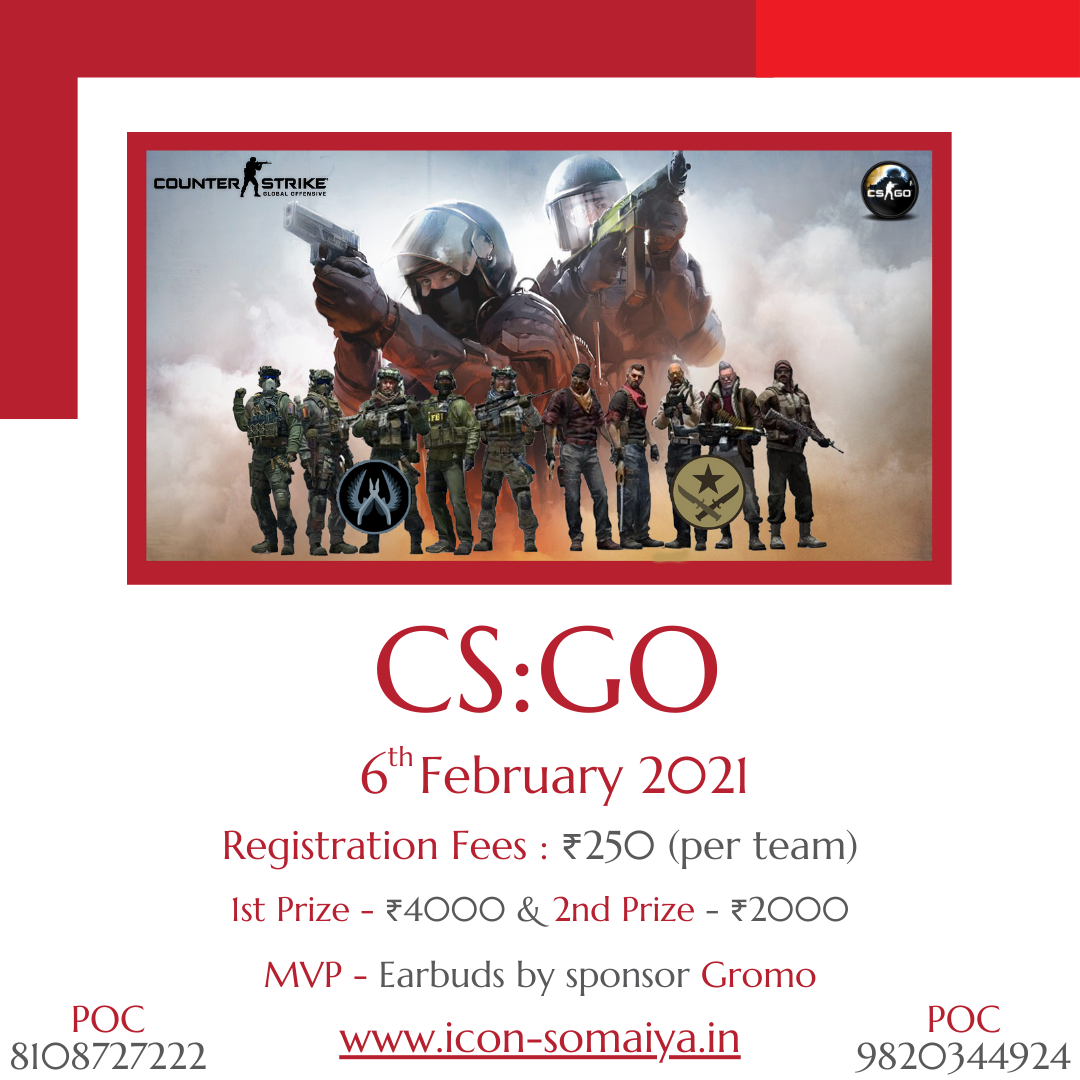 COUNTER STRIKE
GLOBAL OFFENSIVE
CS GO
FBI
CS:GO
6th February 2021
Registration Fees : ₹250 (per team)
1st Prize - ₹4000 & 2nd Prize - ₹2000
MVP - Earbuds by sponsor Gromo
POC
8108727222
www.icon-somaiya.in
POC
9820344924